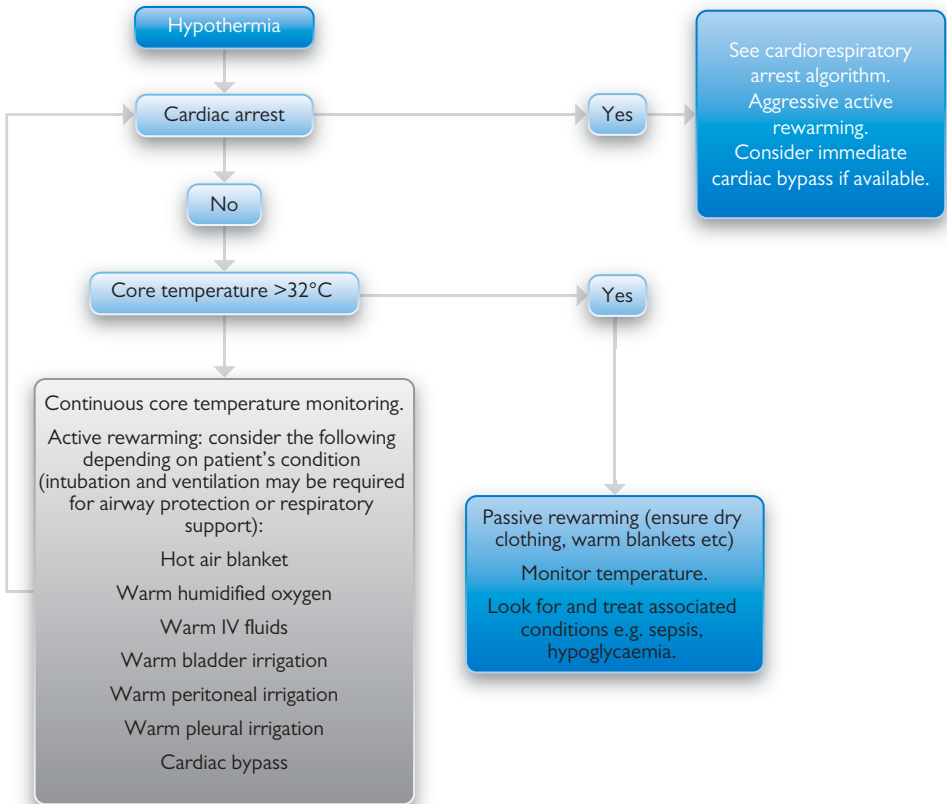 Hypothermia
Cardiac arrest
Yes
See cardiorespiratory
arrest algorithm.
Aggressive active
rewarming.
Consider immediate
cardiac bypass if available.
No
Core temperature >32°C
Yes
Continuous core temperature monitoring.
Active rewarming: consider the following
depending on patient’s condition
(intubation and ventilation may be required
for airway protection or respiratory
support):
Hot air blanket
Warm humidified oxygen
Warm IV fluids
Warm bladder irrigation
Warm peritoneal irrigation
Warm pleural irrigation
Cardiac bypass
Passive rewarming (ensure dry
clothing, warm blankets etc)
Monitor temperature.
Look for and treat associated
conditions e.g. sepsis,
hypoglycaemia.